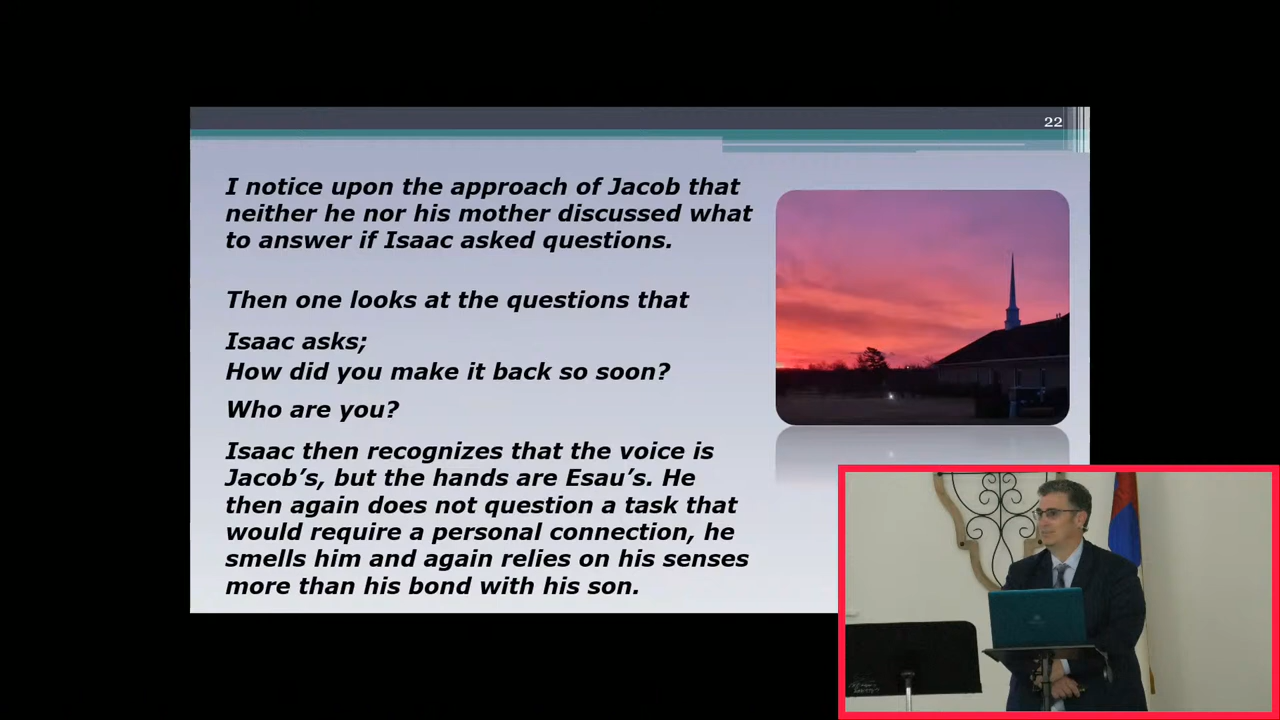 22
I notice upon the approach of Jacob that
neither he nor his mother discussed what
to answer if Isaac asked questions.
Then one looks at the questions that
Isaac asks;
How did you make it back so soon?
Who are you?
Isaac then recognizes that the voice is
Jacob’s, but the hands are Esau’s. He
then again does not question a task that
would require a personal connection, he
smells him and again relies on his senses
more than his bond with his son.